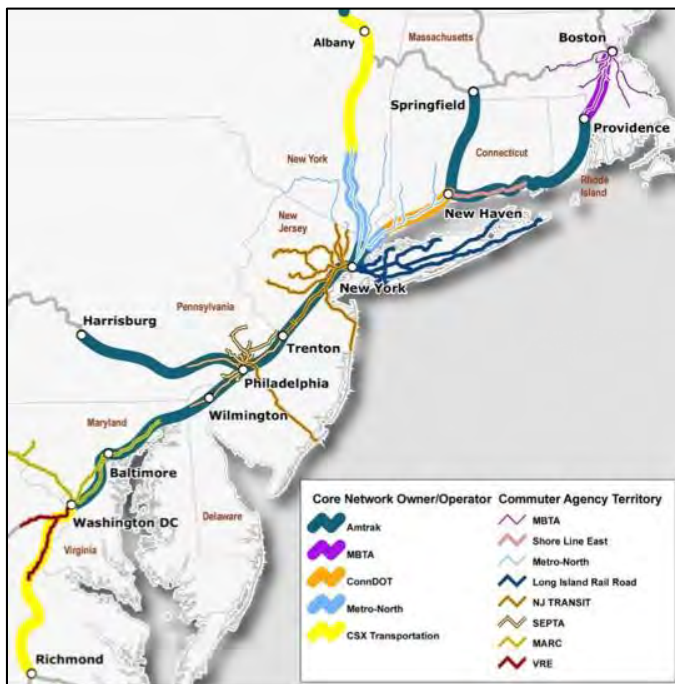 Albany
Massachusetts
Boston
Springfield
Providence
New York
Connecticut
Rhode
Island
New Haven
New
Jersey
New York
Pennsylvania
Harrisburg
Trenton
Philadelphia
Wilmington
Maryland
Baltimore
Washington DC
Delaware
Virginia
Richmond
Core Network Owner/Operator
Amtrak
MBTA
ConnDOT
Metro-North
CSX Transportation
Commuter Agency Territory
MBTA
Shore Line East
Metro-North
Long Island Rail Road
NJ TRANSIT
SEPTA
MARC
VRE